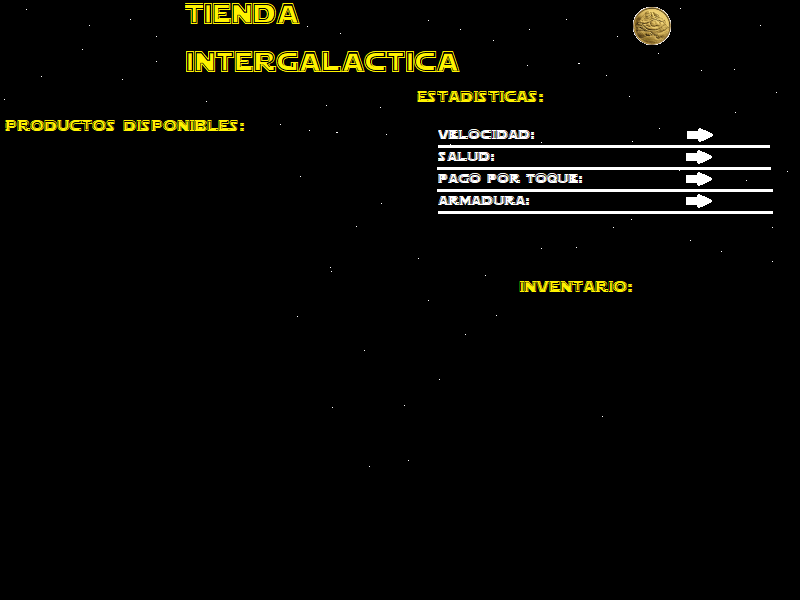 TIENDA
INTERGALACTICA
ESTADISTICAS:
PRODUCTOS DISPONIBLES:
VELOCIDAD:
SALUD:
PAGO POR TOQUE:
ARMADURA:
INVENTARIO: